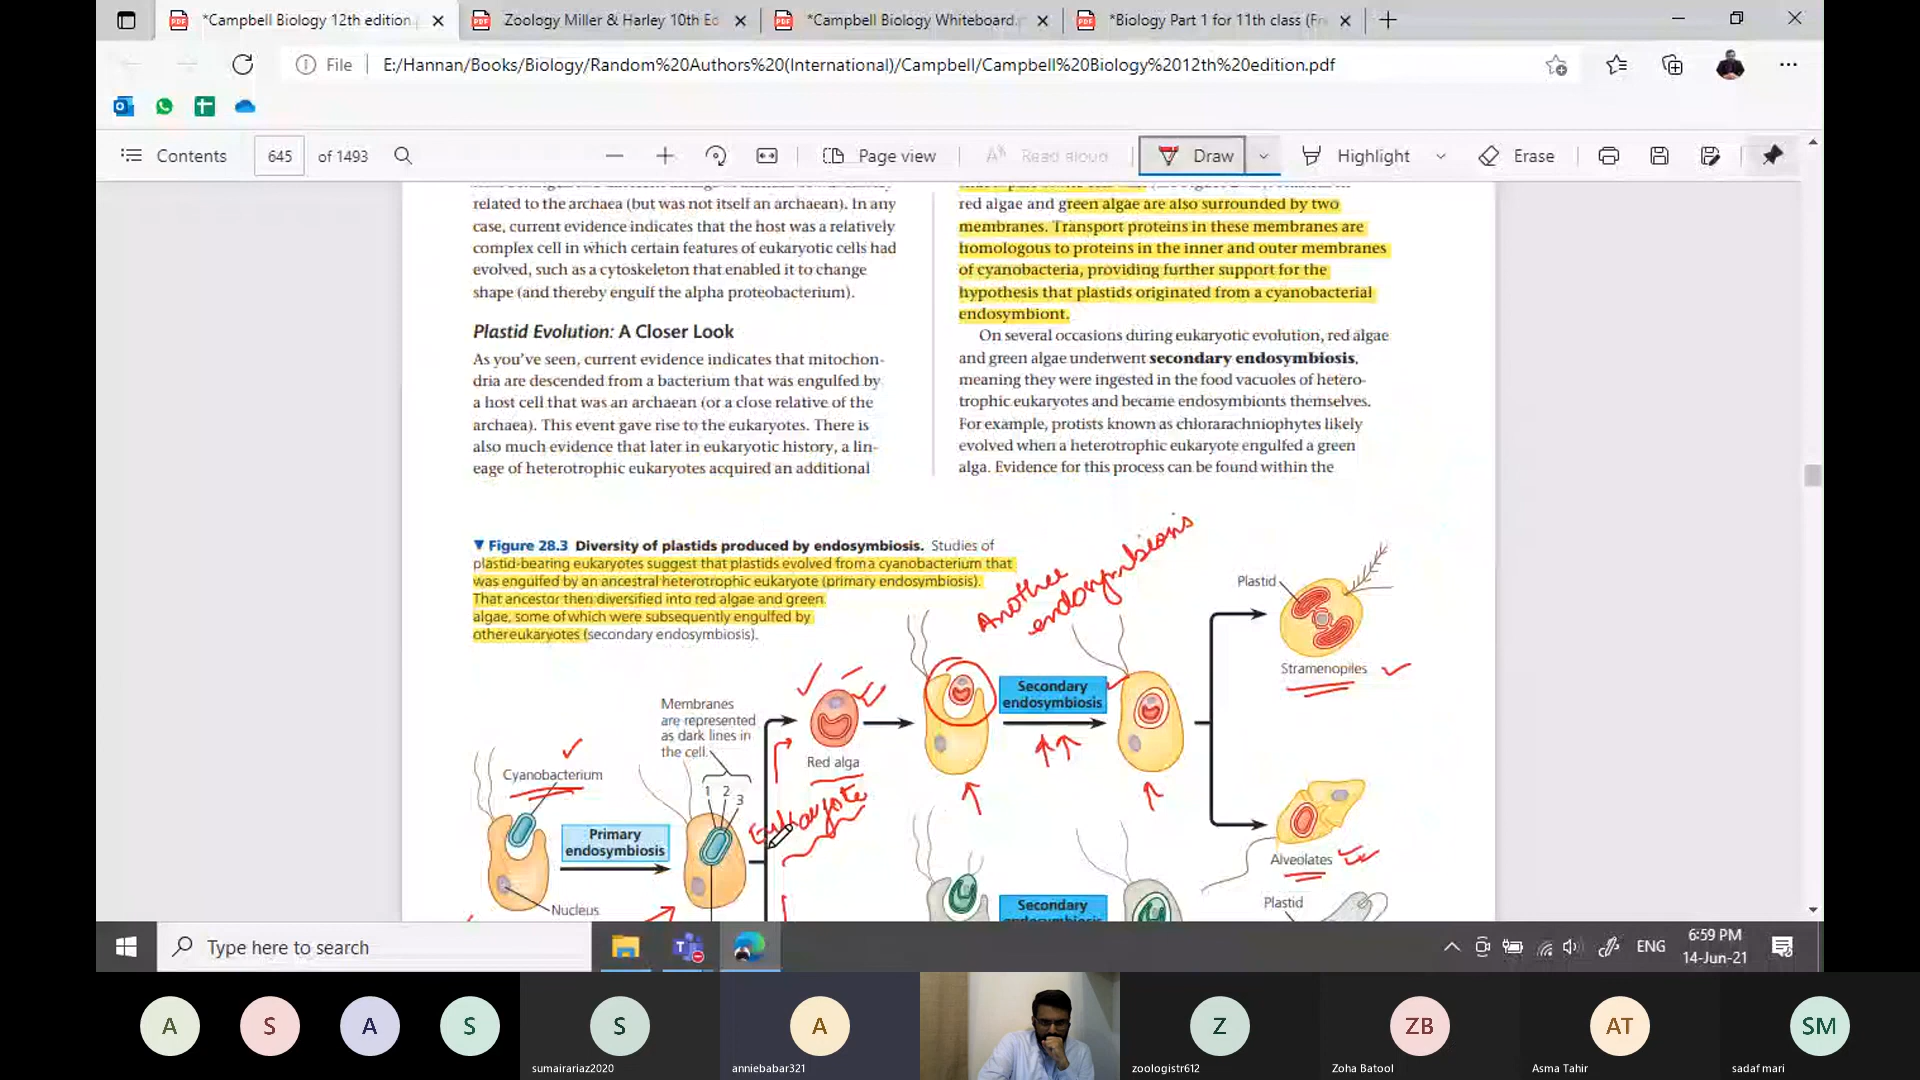 *Campbell Biology 12th edition.
Zoology Miller & Harley 10th Ed
*Campbell Biology Whiteboard.
*Biology Part 1 for 11th class (Fr
File
E:/Hannan/Books/Biology/Random%20Authors%20(International)/Campbell/Campbell%20Biology%2012th%20edition.pdf
Contents
645
of 1493
Page view
Read aloud
Draw
Highlight
Erase
related to the archaea (but was not itself an archaean). In any
case, current evidence indicates that the host was a relatively
complex cell in which certain features of eukaryotic cells had
evolved, such as a cytoskeleton that enabled it to change
shape (and thereby engulf the alpha proteobacterium).
Plastid Evolution: A Closer Look
As you've seen, current evidence indicates that mitochon-
dria are descended from a bacterium that was engulfed by
a host cell that was an archaean (or a close relative of the
archaea). This event gave rise to the eukaryotes. There is
also much evidence that later in eukaryotic history, a lin-
eage of heterotrophic eukaryotes acquired an additional
red algae and green algae are also surrounded by two
membranes. Transport proteins in these membranes are
homologous to proteins in the inner and outer membranes
of cyanobacteria, providing further support for the
hypothesis that plastids originated from a cyanobacterial
endosymbiont.
On several occasions during eukaryotic evolution, red algae
and green algae underwent secondary endosymbiosis,
meaning they were ingested in the food vacuoles of hetero-
trophic eukaryotes and became endosymbionts themselves.
For example, protists known as chlorarachniophytes likely
evolved when a heterotrophic eukaryote engulfed a green
alga. Evidence for this process can be found within the
▼ Figure 28.3 Diversity of plastids produced by endosymbiosis. Studies of
plastid-bearing eukaryotes suggest that plastids evolved from a cyanobacterium that
was engulfed by an ancestral heterotrophic eukaryote (primary endosymbiosis).
That ancestor then diversified into red algae and green
algae, some of which were subsequently engulfed by
other eukaryotes (secondary endosymbiosis).
Another
endosymbiosis
Plastid
Stramenopiles
Secondary
endosymbiosis
Membranes
are represented
as dark lines in
the cell.
Red alga
1 2 3
Cyanobacterium
Eukaryote
Primary
endosymbiosis
Nucleus
Alveolates
Plastid
Secondary
Type here to search
ENG
6:59 PM
14-Jun-21
A
S
A
S
S
sumairariaz2020
A
anniebabar321
Z
zoologistr612
ZB
Zoha Batool
AT
Asma Tahir
SM
sadaf mari